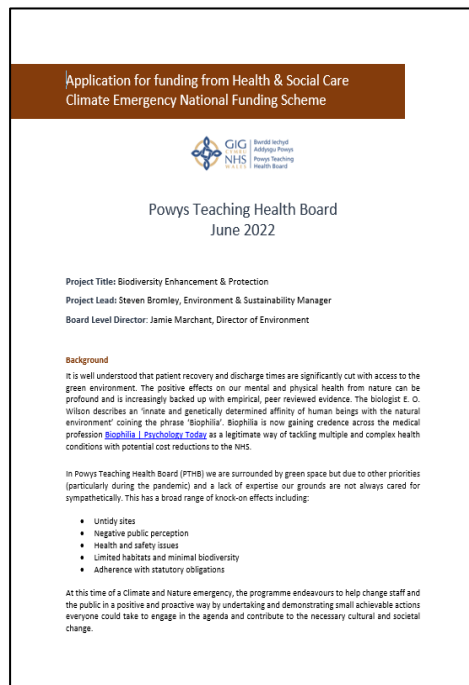 Application for funding from Health & Social Care
Climate Emergency National Funding Scheme
GIG
CYMRU
NHS
WALES
Bwrdd Iechyd
Addysgu Powys
Powys Teaching
Health Board
Powys Teaching Health Board
June 2022
Project Title: Biodiversity Enhancement & Protection
Project Lead: Steven Bromley, Environment & Sustainability Manager
Board Level Director: Jamie Marchant, Director of Environment
Background
It is well understood that patient recovery and discharge times are significantly cut with access to the
green environment. The positive effects on our mental and physical health from nature can be
profound and is increasingly backed up with empirical, peer reviewed evidence. The biologist E. O.
Wilson describes an 'innate and genetically determined affinity of human beings with the natural
environment' coining the phrase 'Biophilia'. Biophilia is now gaining credence across the medical
profession Biophilia | Psychology Today as a legitimate way of tackling multiple and complex health
conditions with potential cost reductions to the NHS.
In Powys Teaching Health Board (PTHB) we are surrounded by green space but due to other priorities
(particularly during the pandemic) and a lack of expertise our grounds are not always cared for
sympathetically. This has a broad range of knock-on effects including:
• Untidy sites
• Negative public perception
• Health and safety issues
• Limited habitats and minimal biodiversity
• Adherence with statutory obligations
At this time of a Climate and Nature emergency, the programme endeavours to help change staff and
the public in a positive and proactive way by undertaking and demonstrating small achievable actions
everyone could take to engage in the agenda and contribute to the necessary cultural and societal
change.